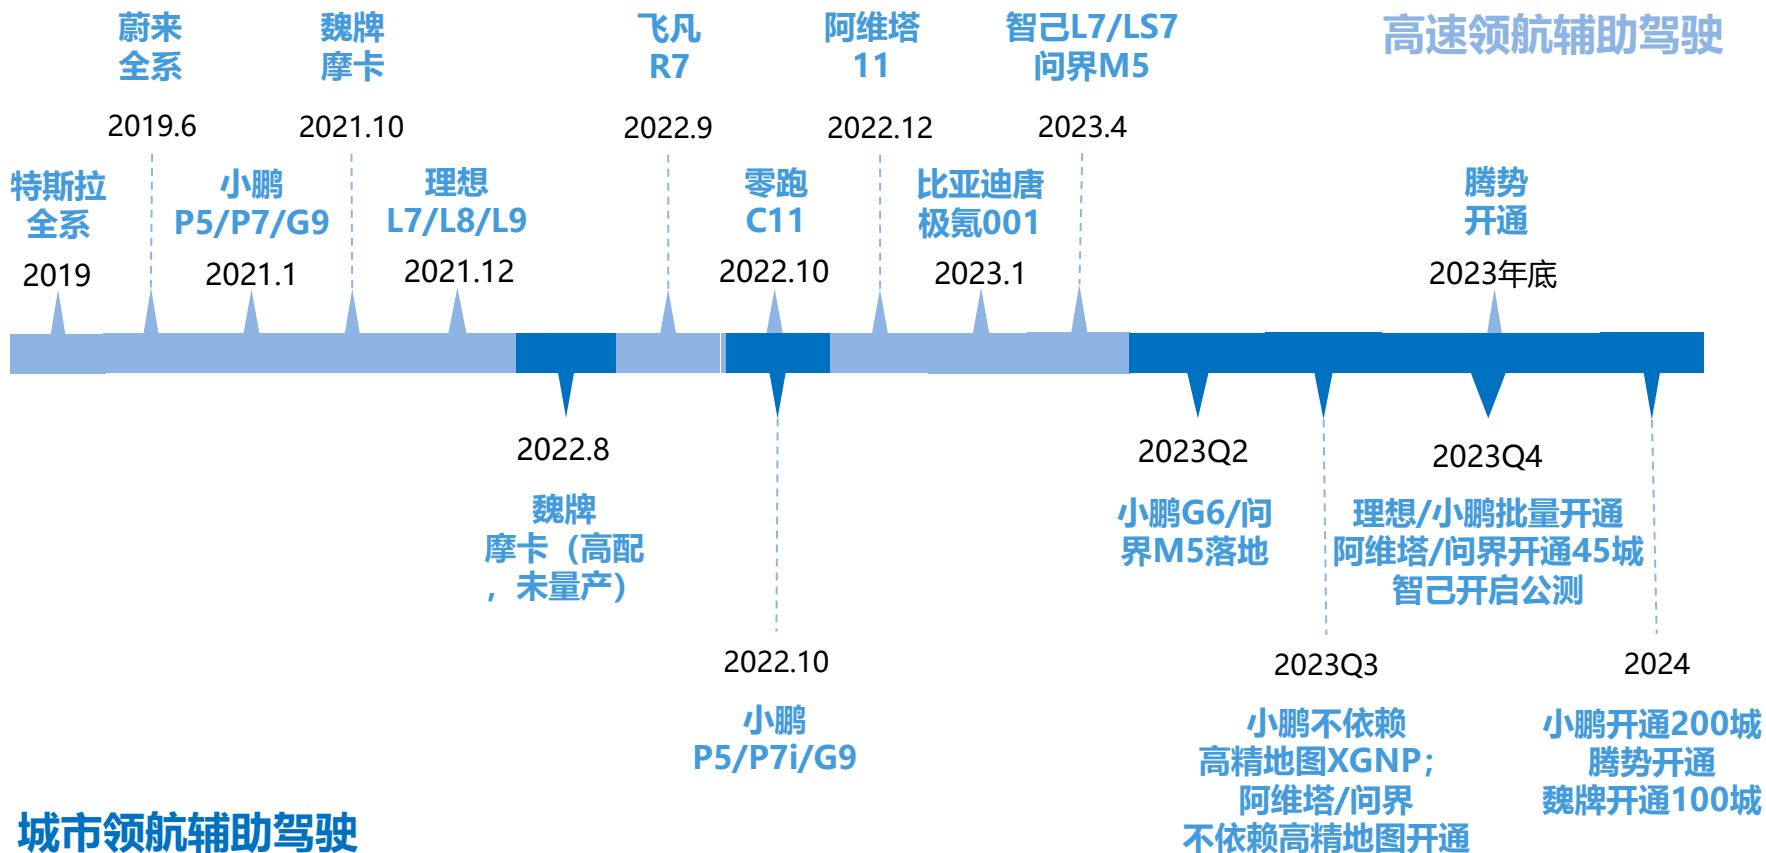 高速领航辅助驾驶
特斯拉
全系
2019
蔚来
全系
2019.6
小鹏
P5/P7/G9
2021.1
魏牌
摩卡
2021.10
理想
L7/L8/L9
2021.12
飞凡
R7
2022.9
零跑
C11
2022.10
阿维塔
11
2022.12
比亚迪唐
极氪001
2023.1
智己L7/LS7
问界M5
2023.4
腾势
开通
2023年底
2022.8
魏牌
摩卡（高配
，未量产）
2022.10
小鹏
P5/P7i/G9
2023Q2
小鹏G6/问
界M5落地
2023Q3
小鹏不依赖
高精地图XGNP；
阿维塔/问界
不依赖高精地图开通
2023Q4
理想/小鹏批量开通
阿维塔/问界开通45城
智己开启公测
2024
小鹏开通200城
腾势开通
魏牌开通100城
城市领航辅助驾驶